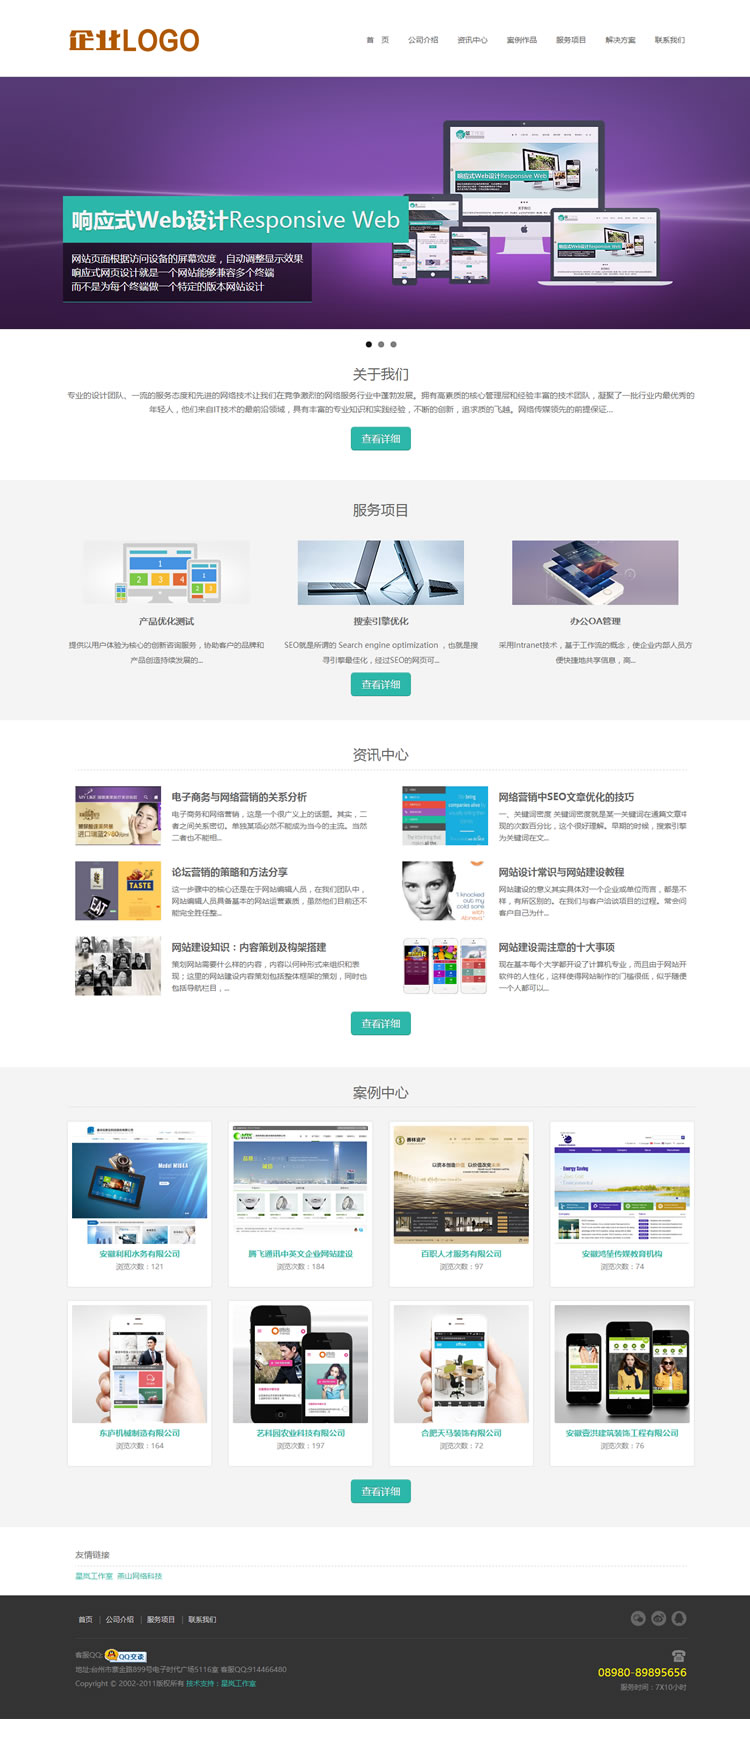 企业LOGO
首 页 公司介绍 资讯中心 案例作品 服务项目 解决方案 联系我们
响应式Web设计Responsive Web
网站页面根据访问设备的屏幕宽度，自动调整显示效果
响应式网页设计就是一个网站能够兼容多个终端
而不是为每个终端做一个特定的版本网站设计
关于我们
专业的设计团队、一流的服务态度和先进的网络技术让我们在竞争激烈的网络服务行业中蓬勃发展。拥有高素质的核心管理层和经验丰富的技术团队，凝聚了一批行业内最优秀的
年轻人，他们来自IT技术的最前沿领域，具有丰富的专业知识和实践经验，不断的创新，追求质的飞越。网络传媒领先的前提保证...
查看详细
服务项目
产品优化测试
提供以用户体验为核心的创新咨询服务，协助客户的品牌和
产品创造持续发展的...
搜索引擎优化
SEO就是所谓的 Search engine optimization ，也就是搜
寻引擎最佳化，经过SEO的网页可...
办公OA管理
采用Intranet技术，基于工作流的概念，使企业内部人员方
便快捷地共享信息，高...
查看详细
资讯中心
电子商务与网络营销的关系分析
电子商务和网络营销，这是一个很广义上的话题。其实，二
者之间关系密切。单独某项必然不能成为当今的主流。当然
二者也不能相...
网络营销中SEO文章优化的技巧
一、关键词密度 关键词密度就是某一关键词在通篇文章中
现的次数百分比，这个很好理解。早期的时候，搜索引擎
为关键词在文...
论坛营销的策略和方法分享
这一步骤中的核心还是在于网站编辑人员，在我们团队中，
网站编辑人员具备基本的网站运营素质，虽然他们目前还不
能完全胜任整...
网站设计常识与网站建设教程
网站建设的意义其实具体对一个企业或单位而言，都是不
样，有所区别的。在我们与客户洽谈项目的过程。常会问
客户自己为什...
网站建设知识：内容策划及构架搭建
策划网站需要什么样的内容，内容以何种形式来组织和表
现；这里的网站建设内容策划包括整体框架的策划，同时也
包括导航栏目，...
网站建设需注意的十大事项
现在基本每个大学都开设了计算机专业，而且由于网站开
软件的人性化，这样使得网站制作的门槛很低，似乎随便
一个人都可以...
查看详细
案例中心
安徽利和水务有限公司
浏览次数：121
腾飞通讯中英文企业网站建设
浏览次数：184
百职人才服务有限公司
浏览次数：97
安徽鸿笙传媒教育机构
浏览次数：74
东庐机械制造有限公司
浏览次数：164
艺科园农业科技有限公司
浏览次数：197
合肥天马装饰有限公司
浏览次数：72
安徽壹洪建筑装饰工程有限公司
浏览次数：76
查看详细
友情链接
星岚工作室 燕山网络科技
首页 | 公司介绍 | 服务项目 | 联系我们
客服QQ: QQ交谈
地址:台州市黄金路899号电子时代广场5116室 客服QQ:914466480
Copyright © 2002-2011版权所有 技术支持：星岚工作室
08980-89895656
服务时间：7X10小时